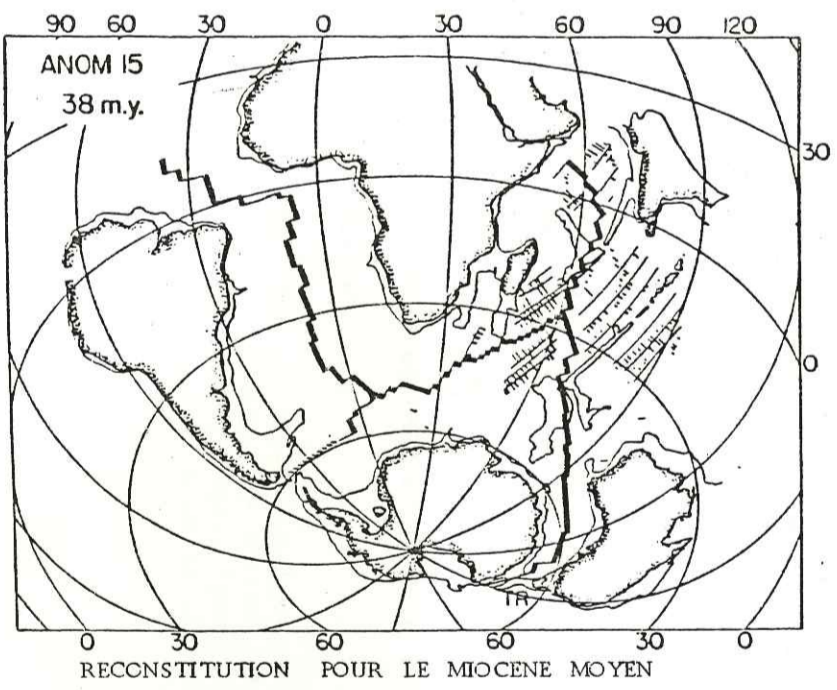 90 60 30 0 30 60 90 120
ANOM 15
38 m.y.
30
0
TR
0 30 60 60 30 0
RECONSTITUTION POUR LE MIOCENE MOYEN